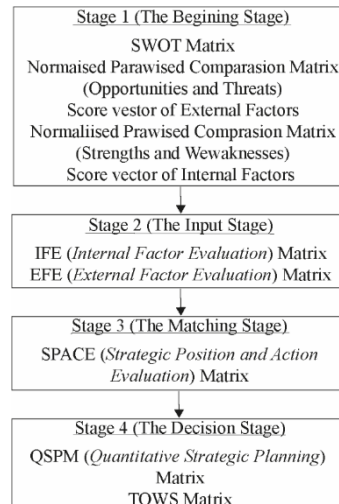 Stage 1 (The Begining Stage)
SWOT Matrix
Normaised Parawised Comparasion Matrix
(Opportunities and Threats)
Score vestor of External Factors
Normaliised Prawised Comprasion Matrix
(Strengths and Wewaknesses)
Score vector of Internal Factors
Stage 2 (The Input Stage)
IFE (Internal Factor Evaluation) Matrix
EFE (External Factor Evaluation) Matrix
Stage 3 (The Matching Stage)
SPACE (Strategic Position and Action
Evaluation) Matrix
Stage 4 (The Decision Stage)
QSPM (Quantitative Strategic Planning)
Matrix
TOWS Matrix